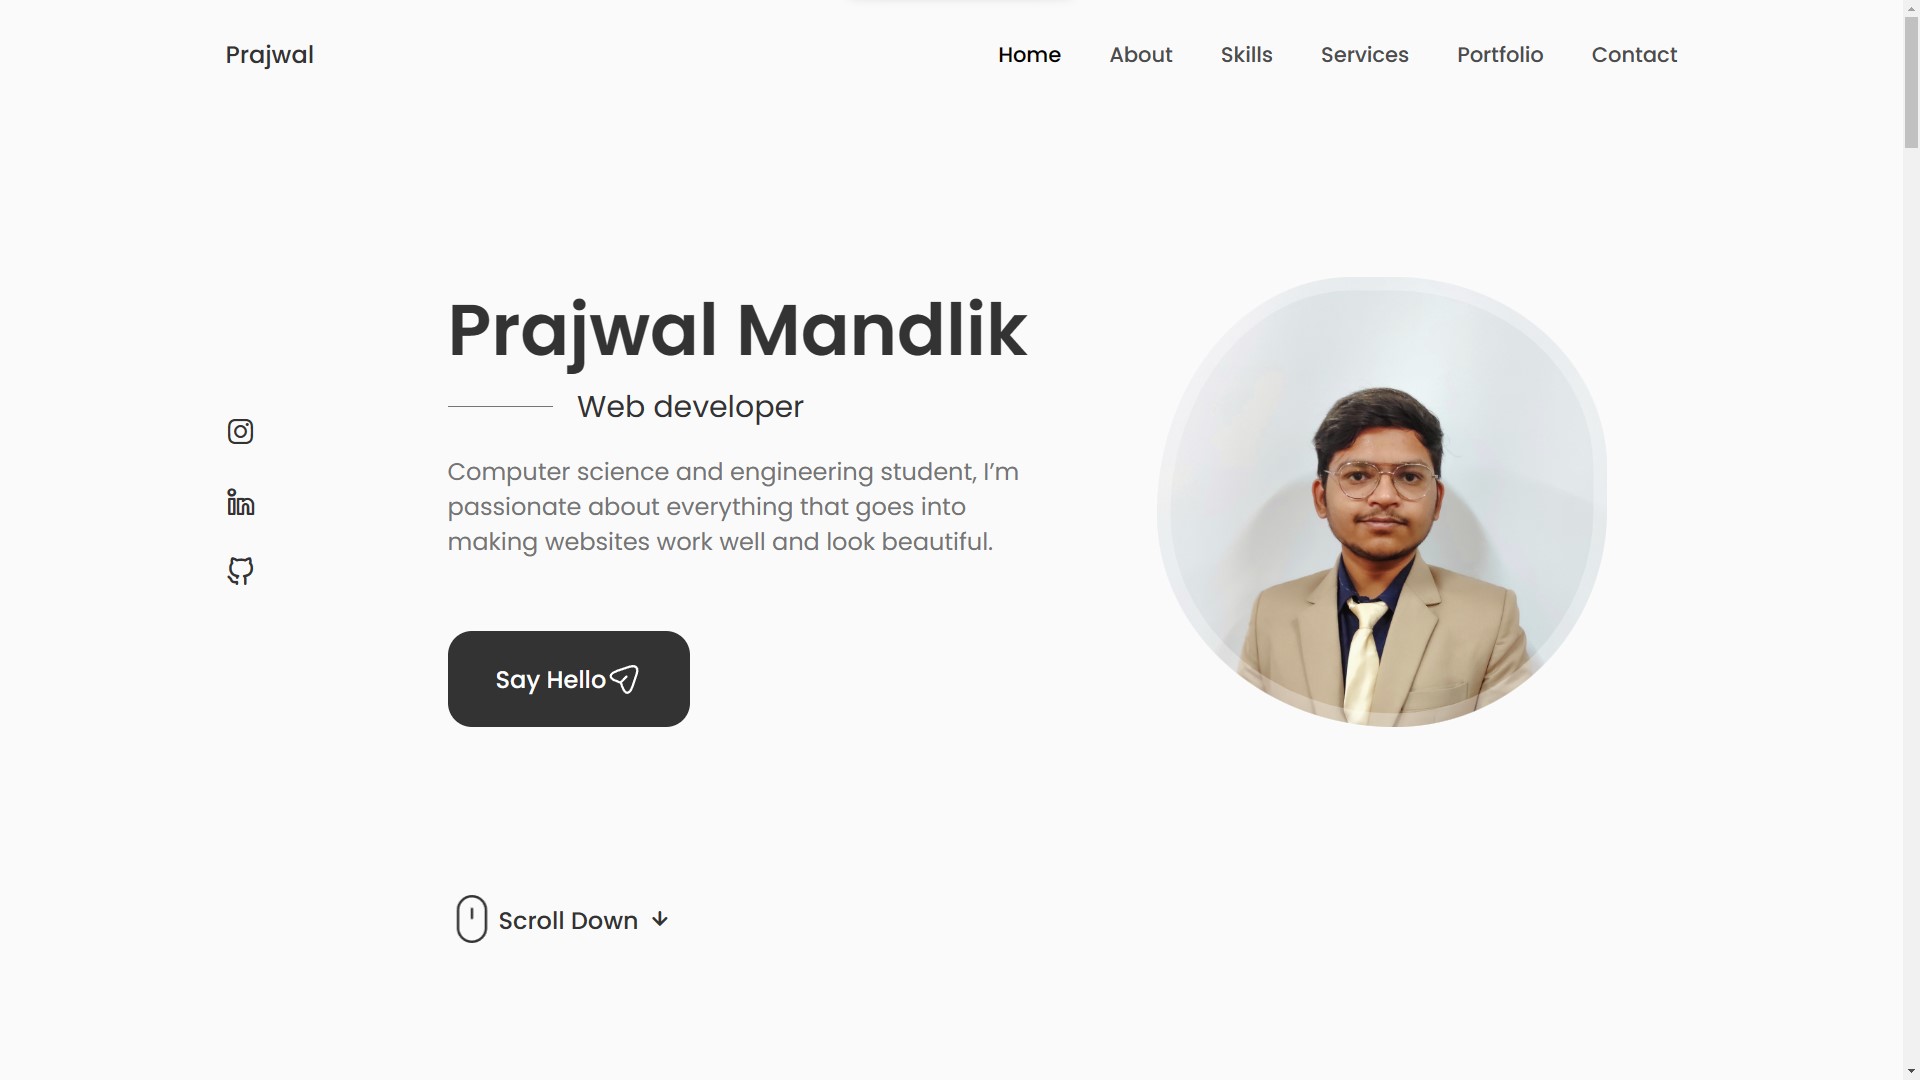 Prajwal
Home About Skills Services Portfolio Contact
Prajwal Mandlik
Web developer
Computer science and engineering student, I’m
passionate about everything that goes into
making websites work well and look beautiful.
Say Hello
Scroll Down